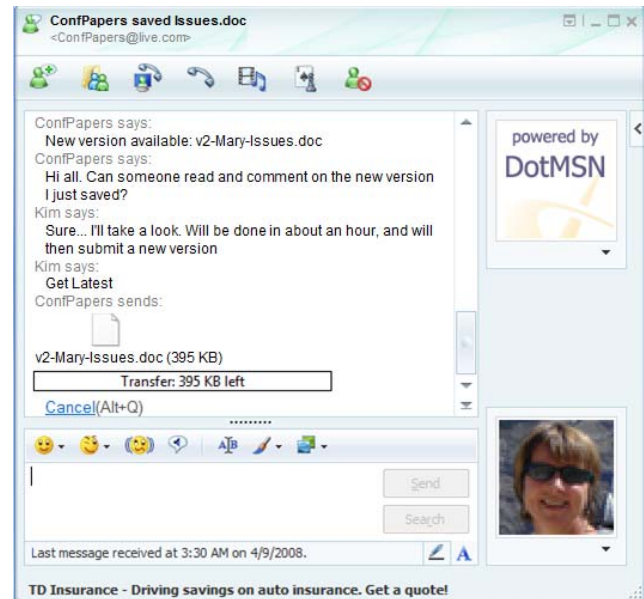 ConfPapers saved Issues.doc
<ConfPapers@live.com>
ConfPapers says:
New version available: v2-Mary-Issues.doc
ConfPapers says:
Hi all. Can someone read and comment on the new version
I just saved?
Kim says:
Sure... I'll take a look. Will be done in about an hour, and will
then submit a new version
Kim says:
Get Latest
ConfPapers sends:
v2-Mary-Issues.doc (395 KB)
Transfer: 395 KB left
Cancel(Alt+Q)
powered by
DotMSN
Send
Search
Last message received at 3:30 AM on 4/9/2008.
A
TD Insurance - Driving savings on auto insurance. Get a quote!